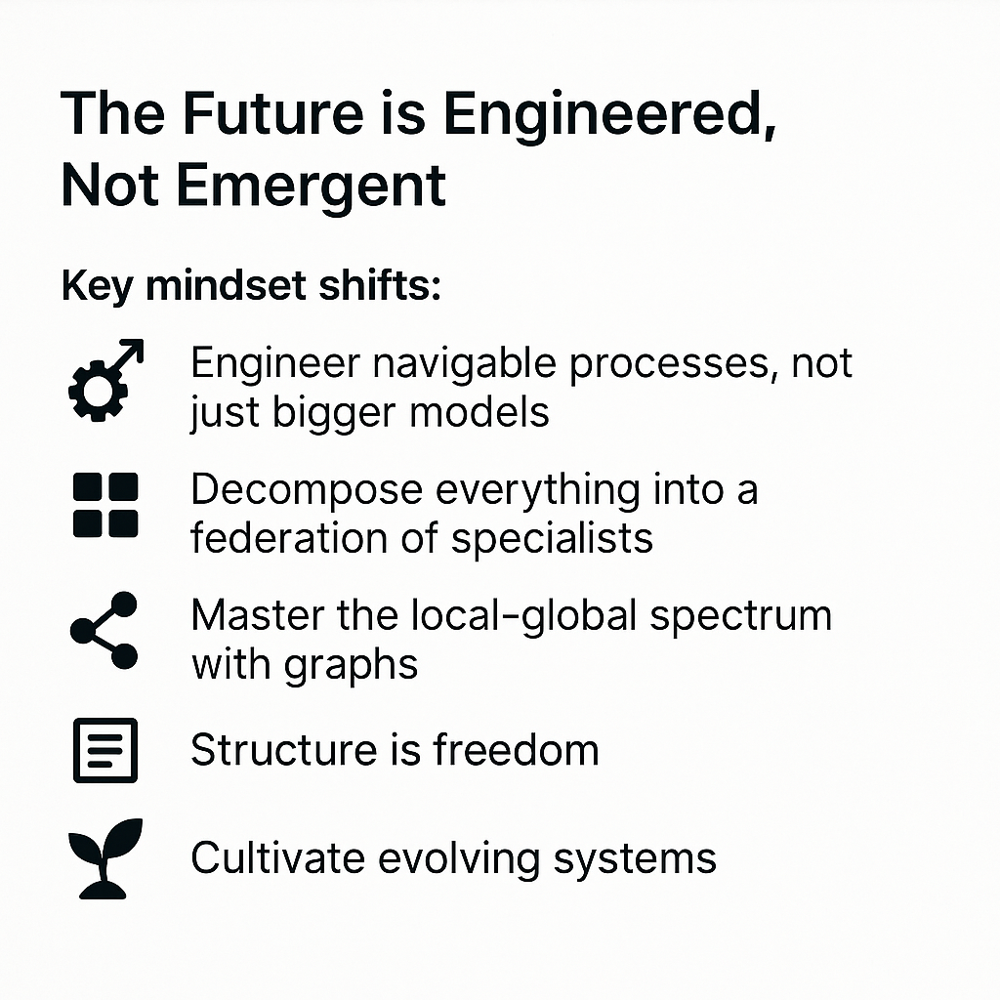 The Future is Engineered,
Not Emergent
Key mindset shifts:
Engineer navigable processes, not
just bigger models
Decompose everything into a
federation of specialists
Master the local–global spectrum
with graphs
Structure is freedom
Cultivate evolving systems